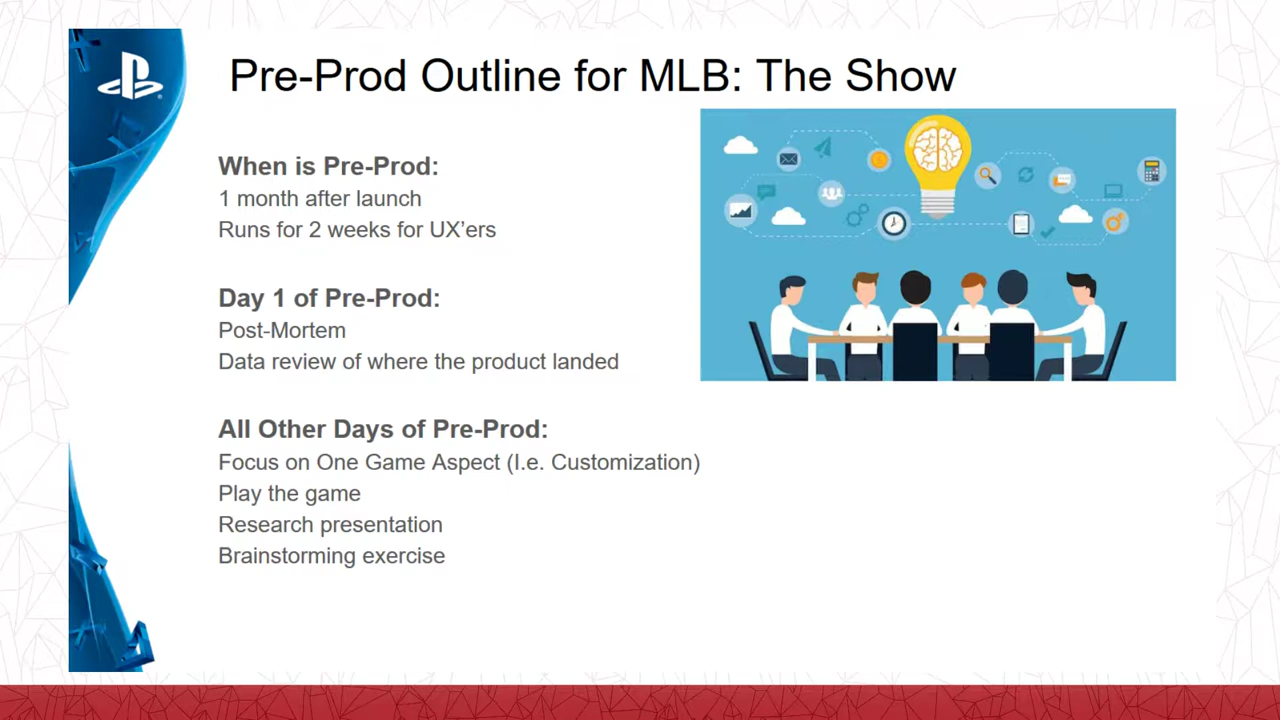 Pre-Prod Outline for MLB: The Show
When is Pre-Prod:
1 month after launch
Runs for 2 weeks for UX’ers
Day 1 of Pre-Prod:
Post-Mortem
Data review of where the product landed
All Other Days of Pre-Prod:
Focus on One Game Aspect (I.e. Customization)
Play the game
Research presentation
Brainstorming exercise